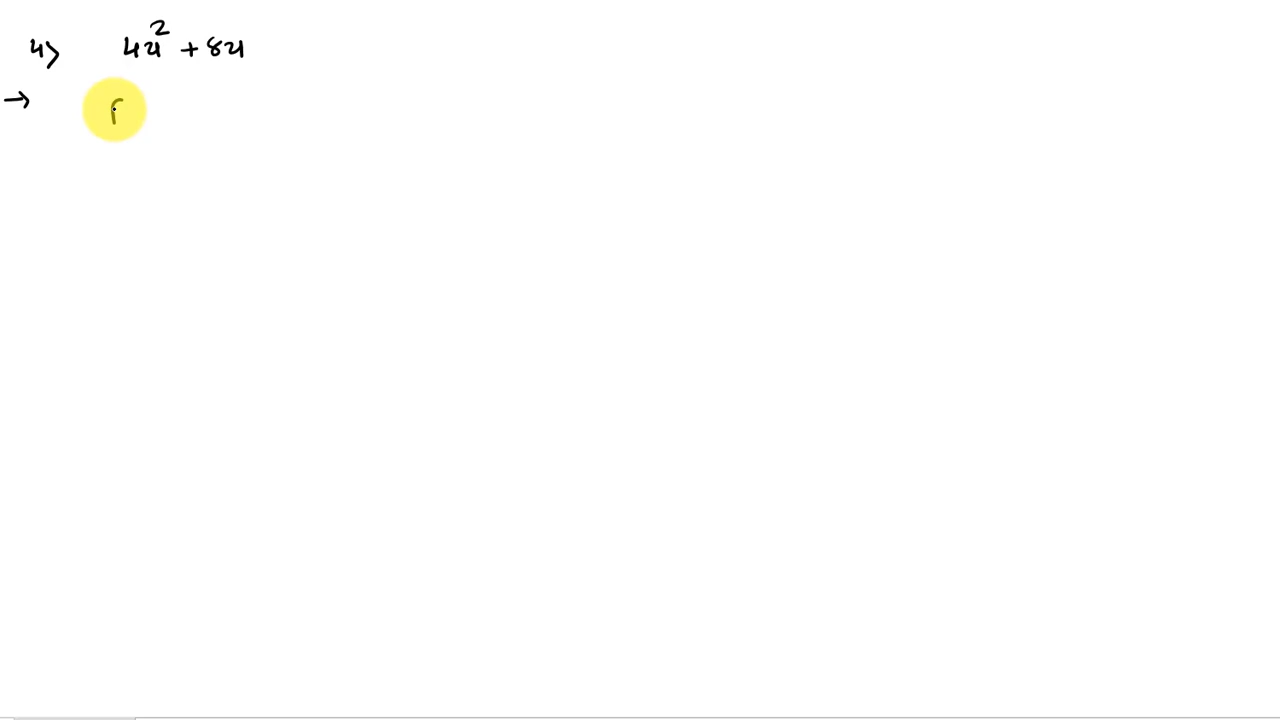 4> 4u² + 8u
→ p